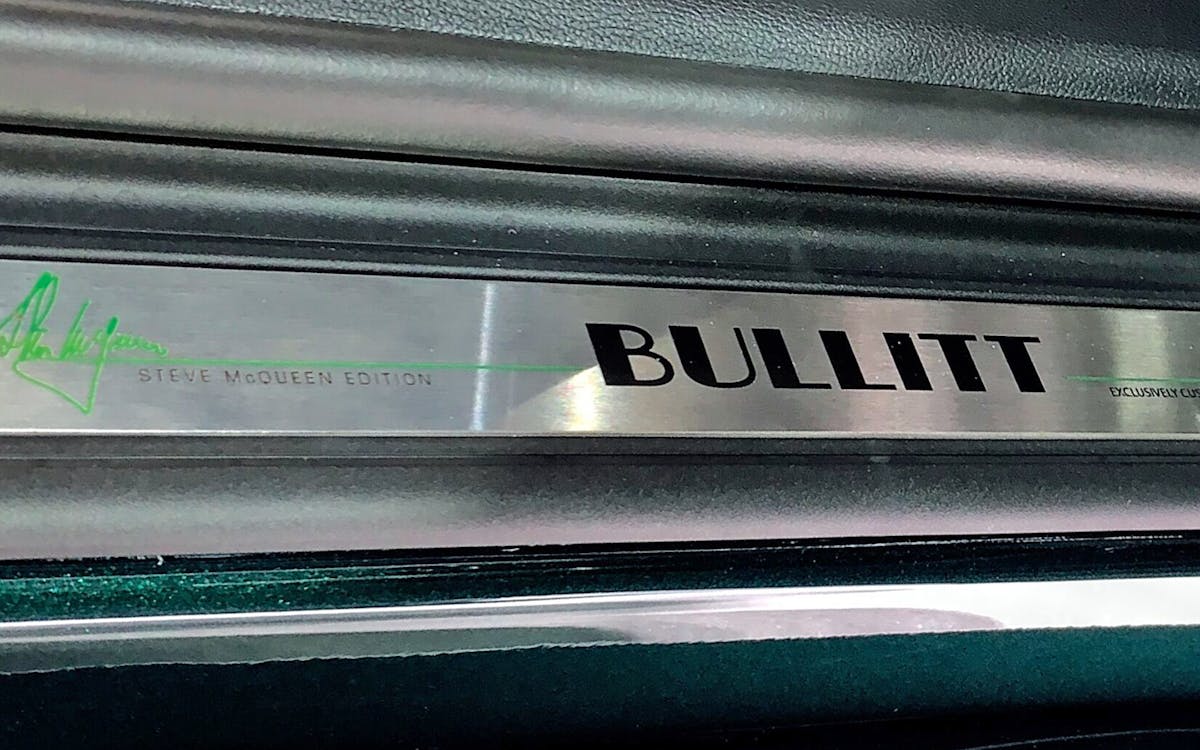 STEVE McQUEEN EDITION
BULLITT
EXCLUSIVELY